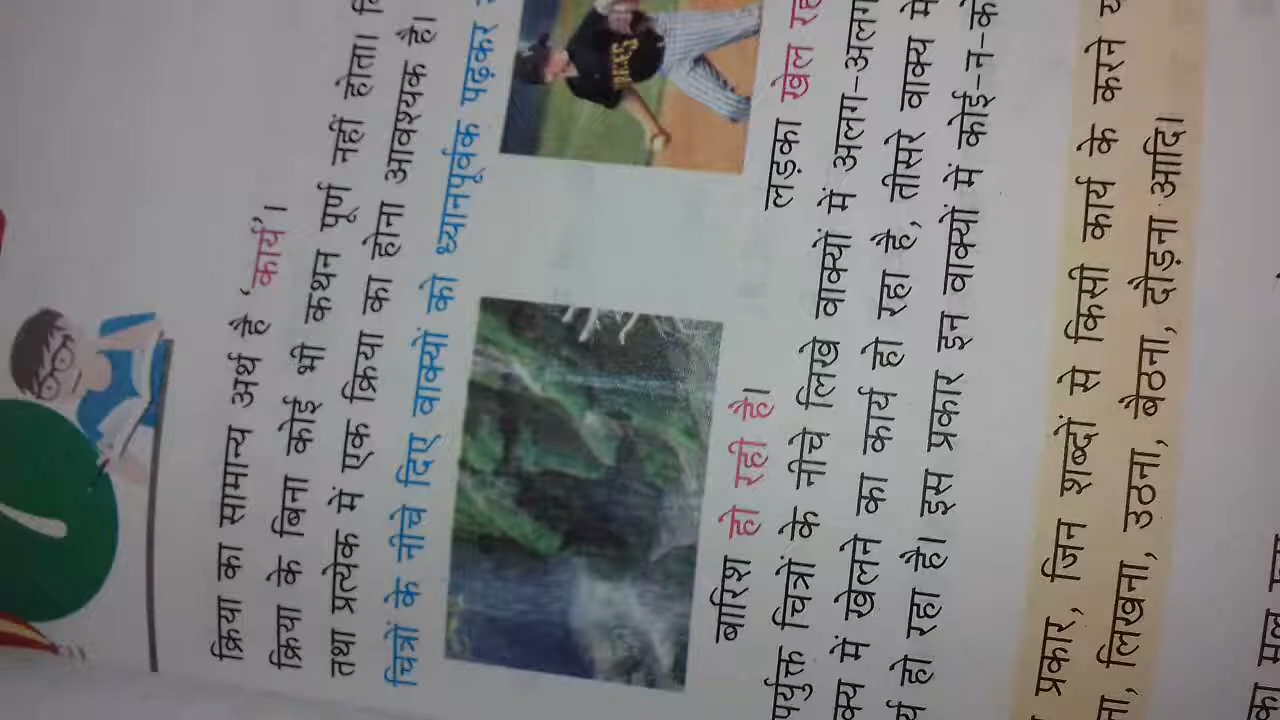 क्रिया का सामान्य अर्थ है 'कार्य'।
क्रिया के बिना कोई भी कथन पूर्ण नहीं होता।
तथा प्रत्येक में एक क्रिया का होना आवश्यक है।
चित्रों के नीचे दिए वाक्यों को ध्यानपूर्वक पढ़कर
बारिश हो रही है।
लड़का खेल रह
पर्युक्त चित्रों के नीचे लिखे वाक्यों में अलग-अलग
क्य में खेलने का कार्य हो रहा है, तीसरे वाक्य में
र्य हो रहा है। इस प्रकार इन वाक्यों में कोई-न-को
प्रकार, जिन शब्दों से किसी कार्य के करने य
ना, लिखना, उठना, बैठना, दौड़ना आदि।
का मूल